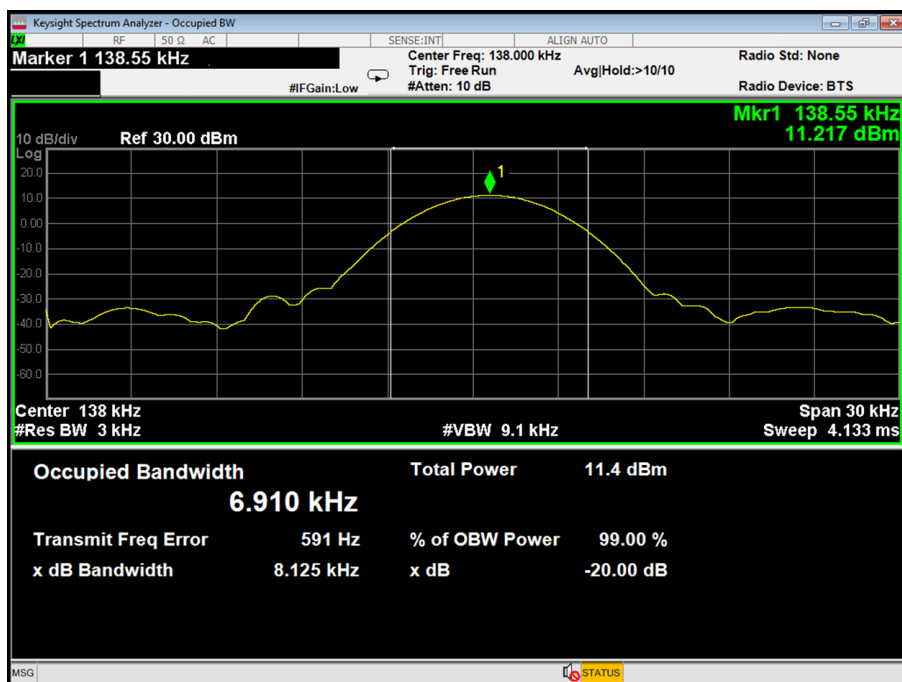 Keysight Spectrum Analyzer - Occupied BW
LXI
RF 50 Ω AC SENSE:INT ALIGN AUTO
Marker 1 138.55 kHz
Center Freq: 138.000 kHz Radio Std: None
Trig: Free Run Avg|Hold:>10/10
#IFGain:Low #Atten: 10 dB Radio Device: BTS
Mkr1 138.55 kHz
11.217 dBm
10 dB/div Ref 30.00 dBm
Log
20.0
1
10.0
0.00
-10.0
-20.0
-30.0
-40.0
-50.0
-60.0
Center 138 kHz Span 30 kHz
#Res BW 3 kHz #VBW 9.1 kHz Sweep 4.133 ms
Occupied Bandwidth Total Power 11.4 dBm
6.910 kHz
Transmit Freq Error 591 Hz % of OBW Power 99.00 %
x dB Bandwidth 8.125 kHz x dB -20.00 dB
MSG STATUS